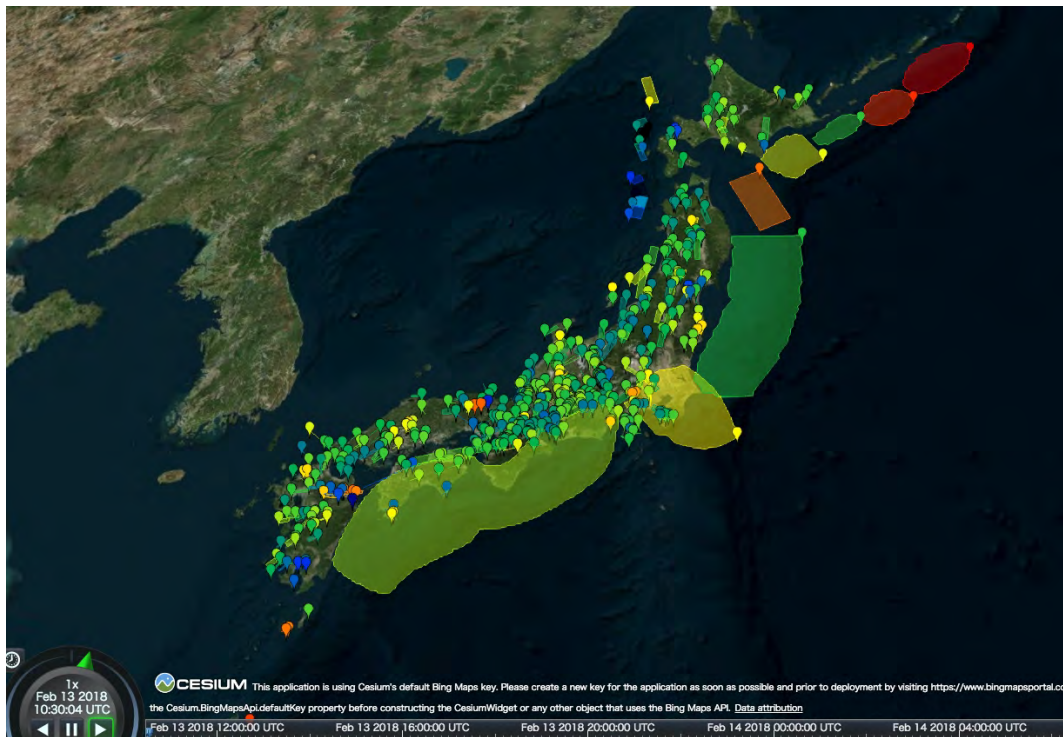 1x
Feb 13 2018
10:30:04 UTC
CESIUM This application is using Cesium's default Bing Maps key. Please create a new key for the application as soon as possible and prior to deployment by visiting https://www.bingmapsportal.co
the Cesium.BingMapsApi.defaultKey property before constructing the CesiumWidget or any other object that uses the Bing Maps API. Data attribution
Feb 13 2018 12:00:00 UTC Feb 13 2018 16:00:00 UTC Feb 13 2018 20:00:00 UTC Feb 14 2018 00:00:00 UTC Feb 14 2018 04:00:00 UTC